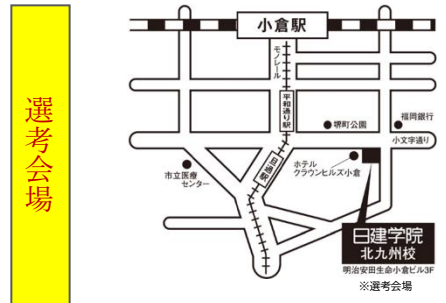 選考会場
小倉駅
モノレール
平和通り駅
旦過駅
堺町公園
福岡銀行
小文字通り
市立医療
センター
ホテル
クラウンヒルズ小倉
日建学院
北九州校
明治安田生命小倉ビル3F
※選考会場